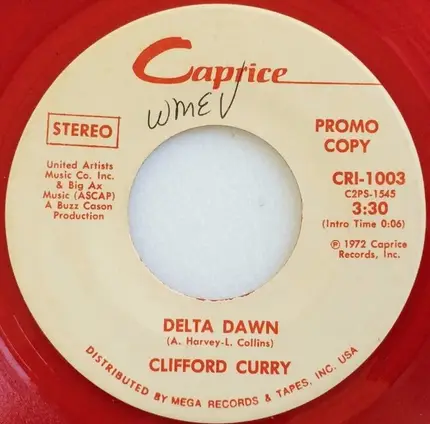 Caprice
WMEV
STEREO
PROMO
COPY
United Artists
Music Co. Inc.
& Big Ax
Music (ASCAP)
A Buzz Cason
Production
CRI-1003
C2PS-1545
3:30
(Intro Time 0:06)
℗ 1972 Caprice
Records, Inc.
DELTA DAWN
(A. Harvey-L. Collins)
CLIFFORD CURRY
DISTRIBUTED BY MEGA RECORDS & TAPES, INC. USA